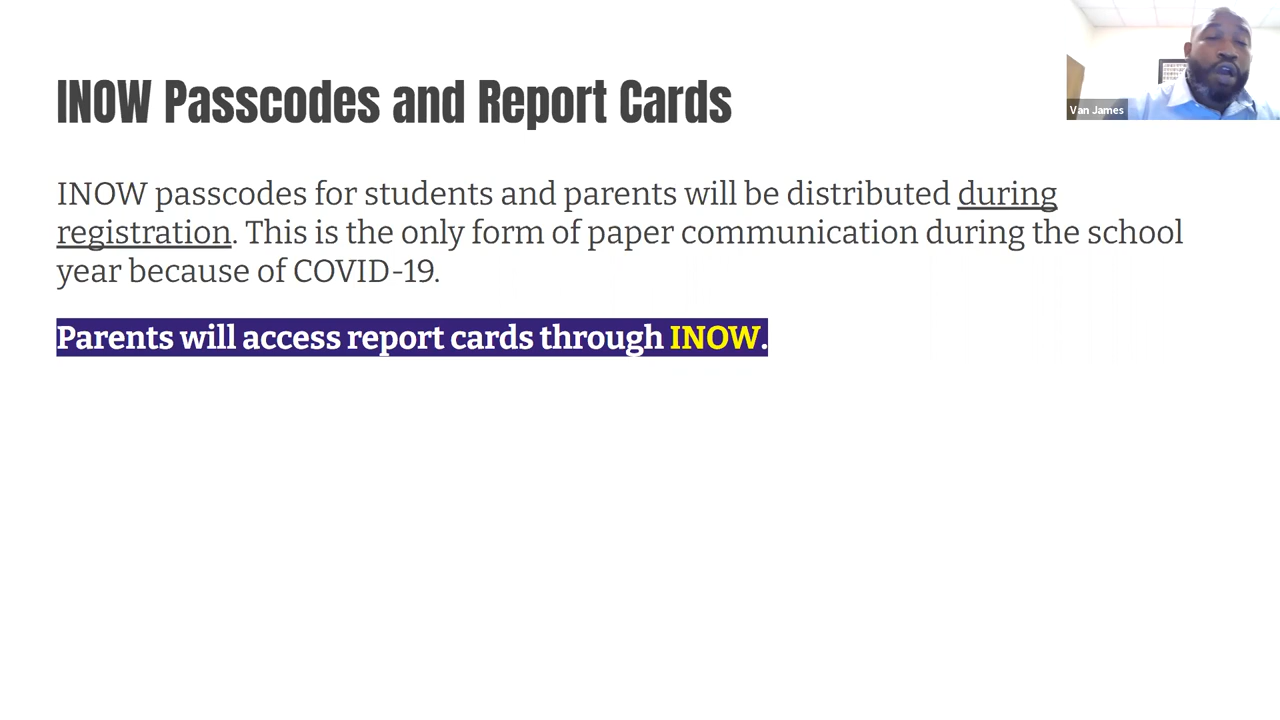 INOW Passcodes and Report Cards
Van James
INOW passcodes for students and parents will be distributed during
registration. This is the only form of paper communication during the school
year because of COVID-19.
Parents will access report cards through INOW.